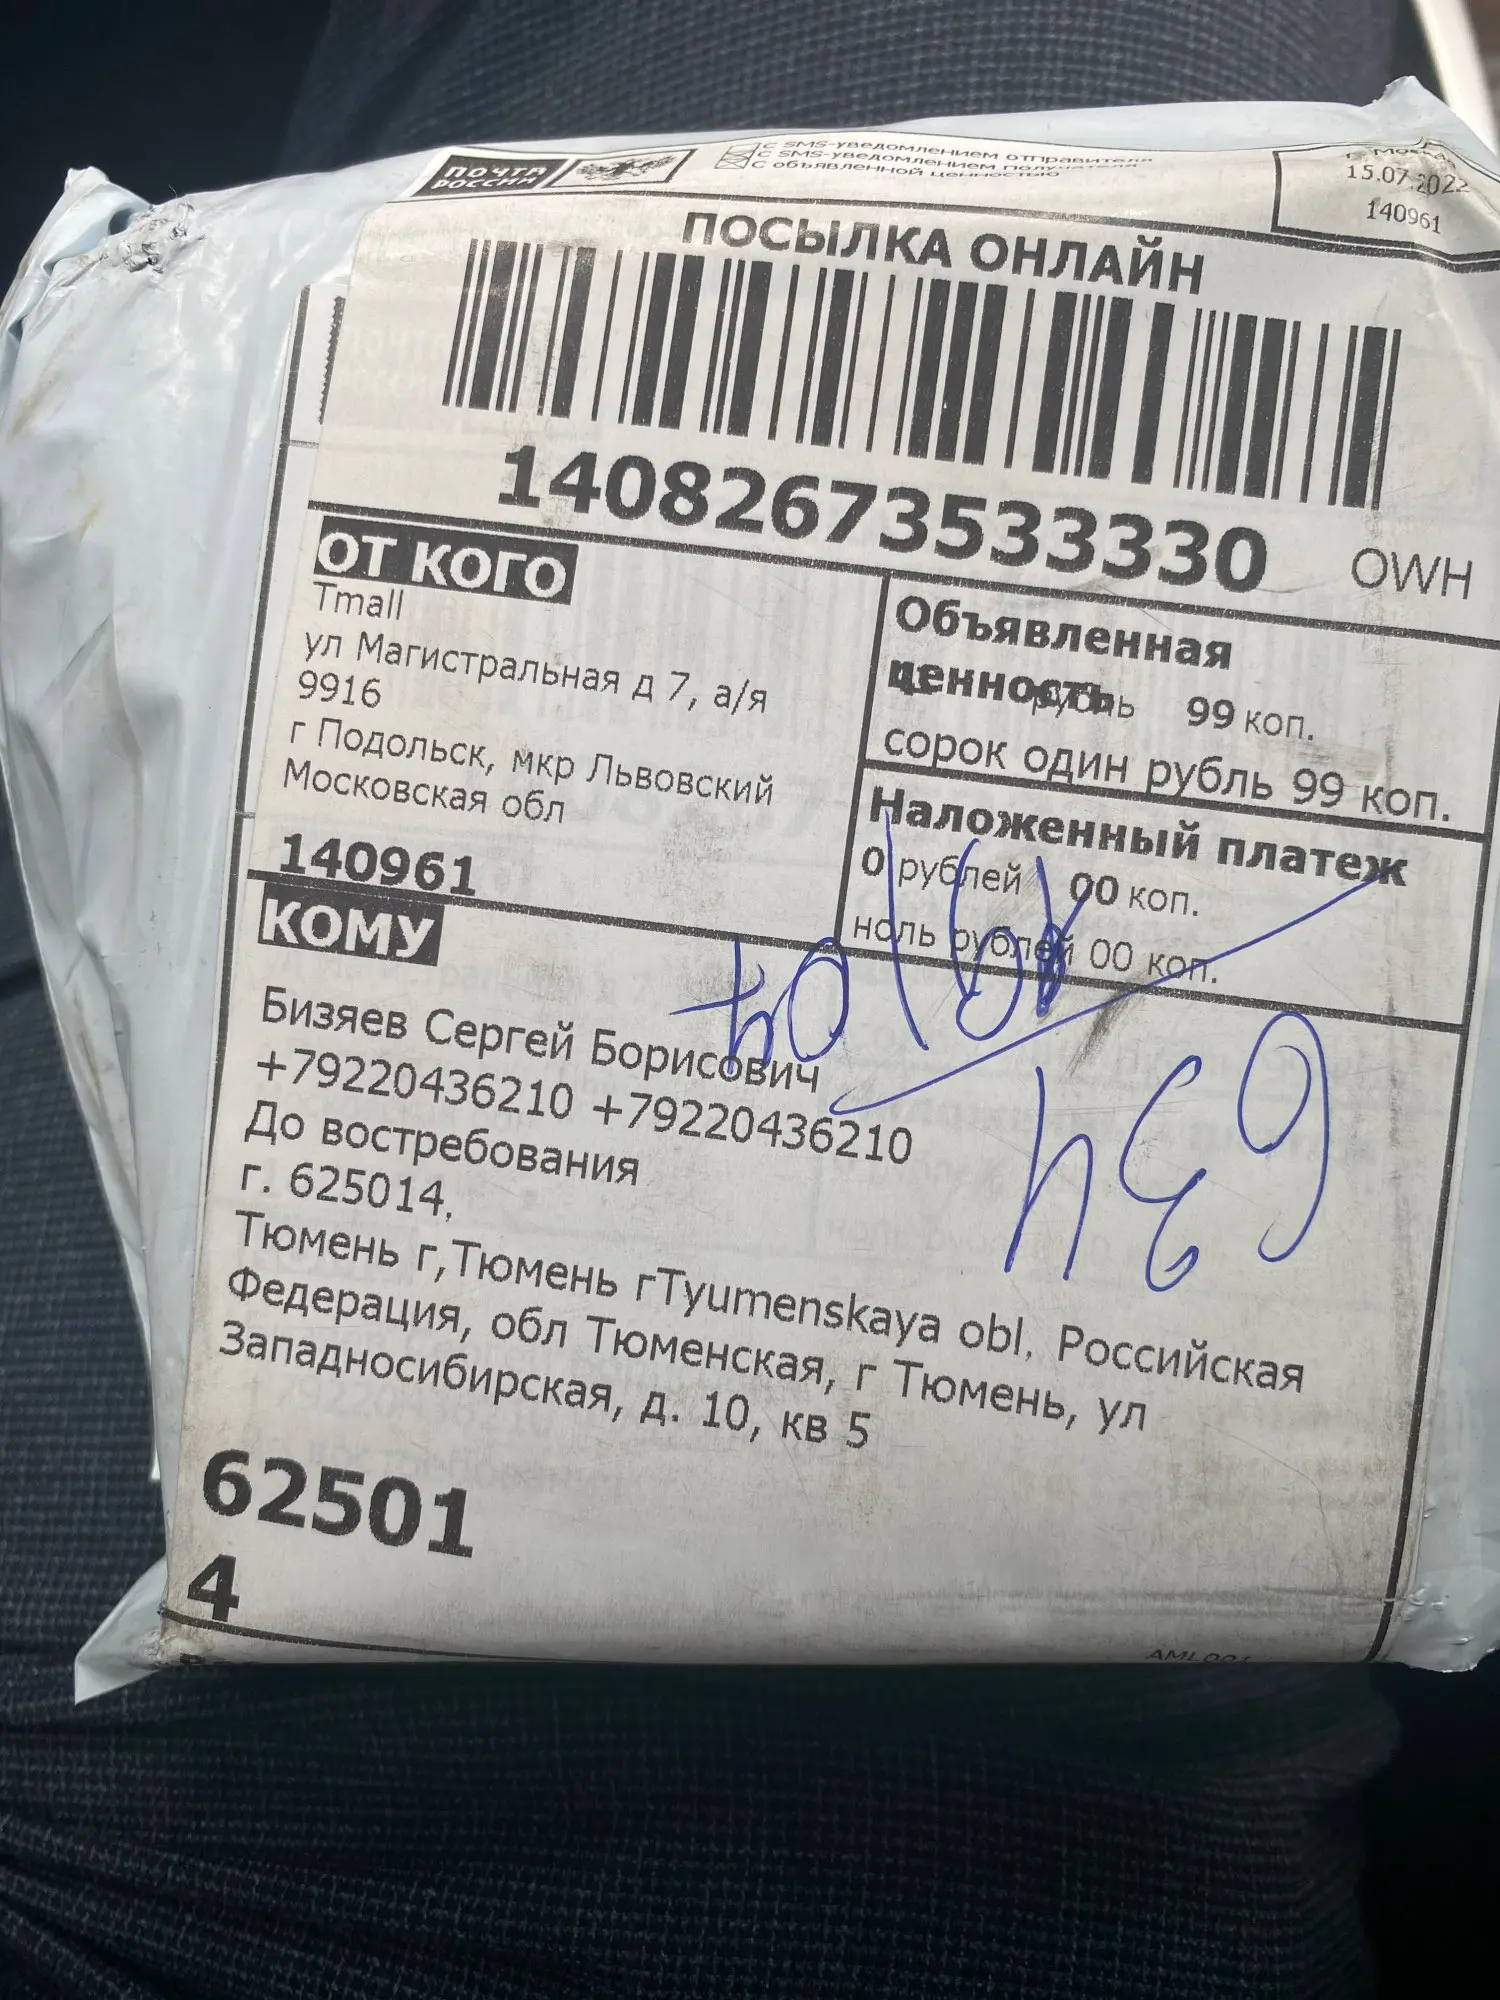 ПОЧТА
РОССИИ
С SMS-уведомлением отправителя
С SMS-уведомлением получателя
С объявленной ценностью
15.07.2022
140961
ПОСЫЛКА ОНЛАЙН
14082673533330
OWH
ОТ КОГО
Tmall
ул Магистральная д 7, а/я
9916
г Подольск, мкр Львовский
Московская обл
140961
Объявленная
ценность
рубль 99 коп.
сорок один рубль 99 коп.
Наложенный платеж
0 рублей 00 коп.
ноль рублей 00 коп.
КОМУ
Бизяев Сергей Борисович
+79220436210 +79220436210
До востребования
г. 625014,
Тюмень г,Тюмень гTyumenskaya obl, Российская
Федерация, обл Тюменская, г Тюмень, ул
Западносибирская, д. 10, кв 5
62501
4